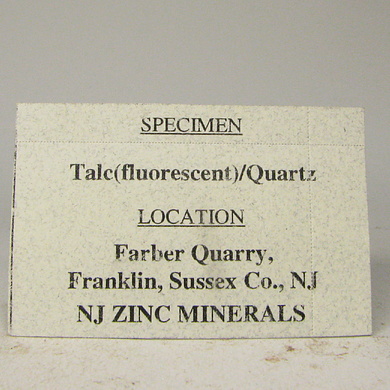 SPECIMEN
Talc(fluorescent)/Quartz
LOCATION
Farber Quarry,
Franklin, Sussex Co., NJ
NJ ZINC MINERALS